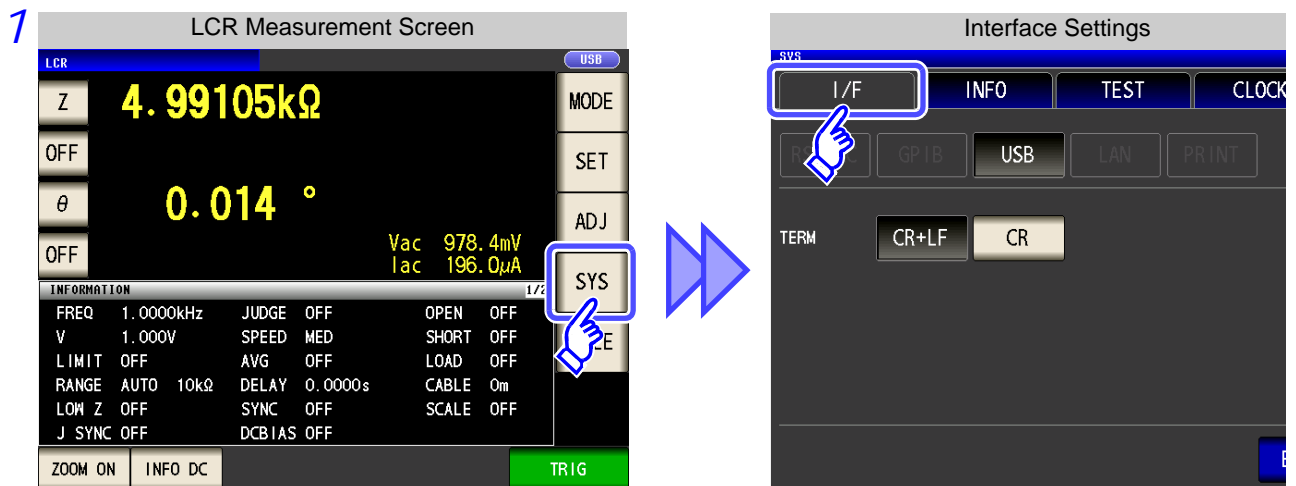 1
LCR Measurement Screen
LCR USB
Z 4.99105kΩ MODE
OFF SET
θ 0.014 ° ADJ
OFF Vac 978.4mV
Iac 196.0μA SYS
INFORMATION
FREQ 1.0000kHz JUDGE OFF OPEN OFF
V 1.000V SPEED MED SHORT OFF
LIMIT OFF AVG OFF LOAD OFF
RANGE AUTO 10kΩ DELAY 0.0000s CABLE 0m
LOW Z OFF SYNC OFF SCALE OFF
J SYNC OFF DCBIAS OFF
ZOOM ON INFO DC TRIG
Interface Settings
SYS
I/F INFO TEST CLOCK
GPIB USB LAN PRINT
TERM CR+LF CR